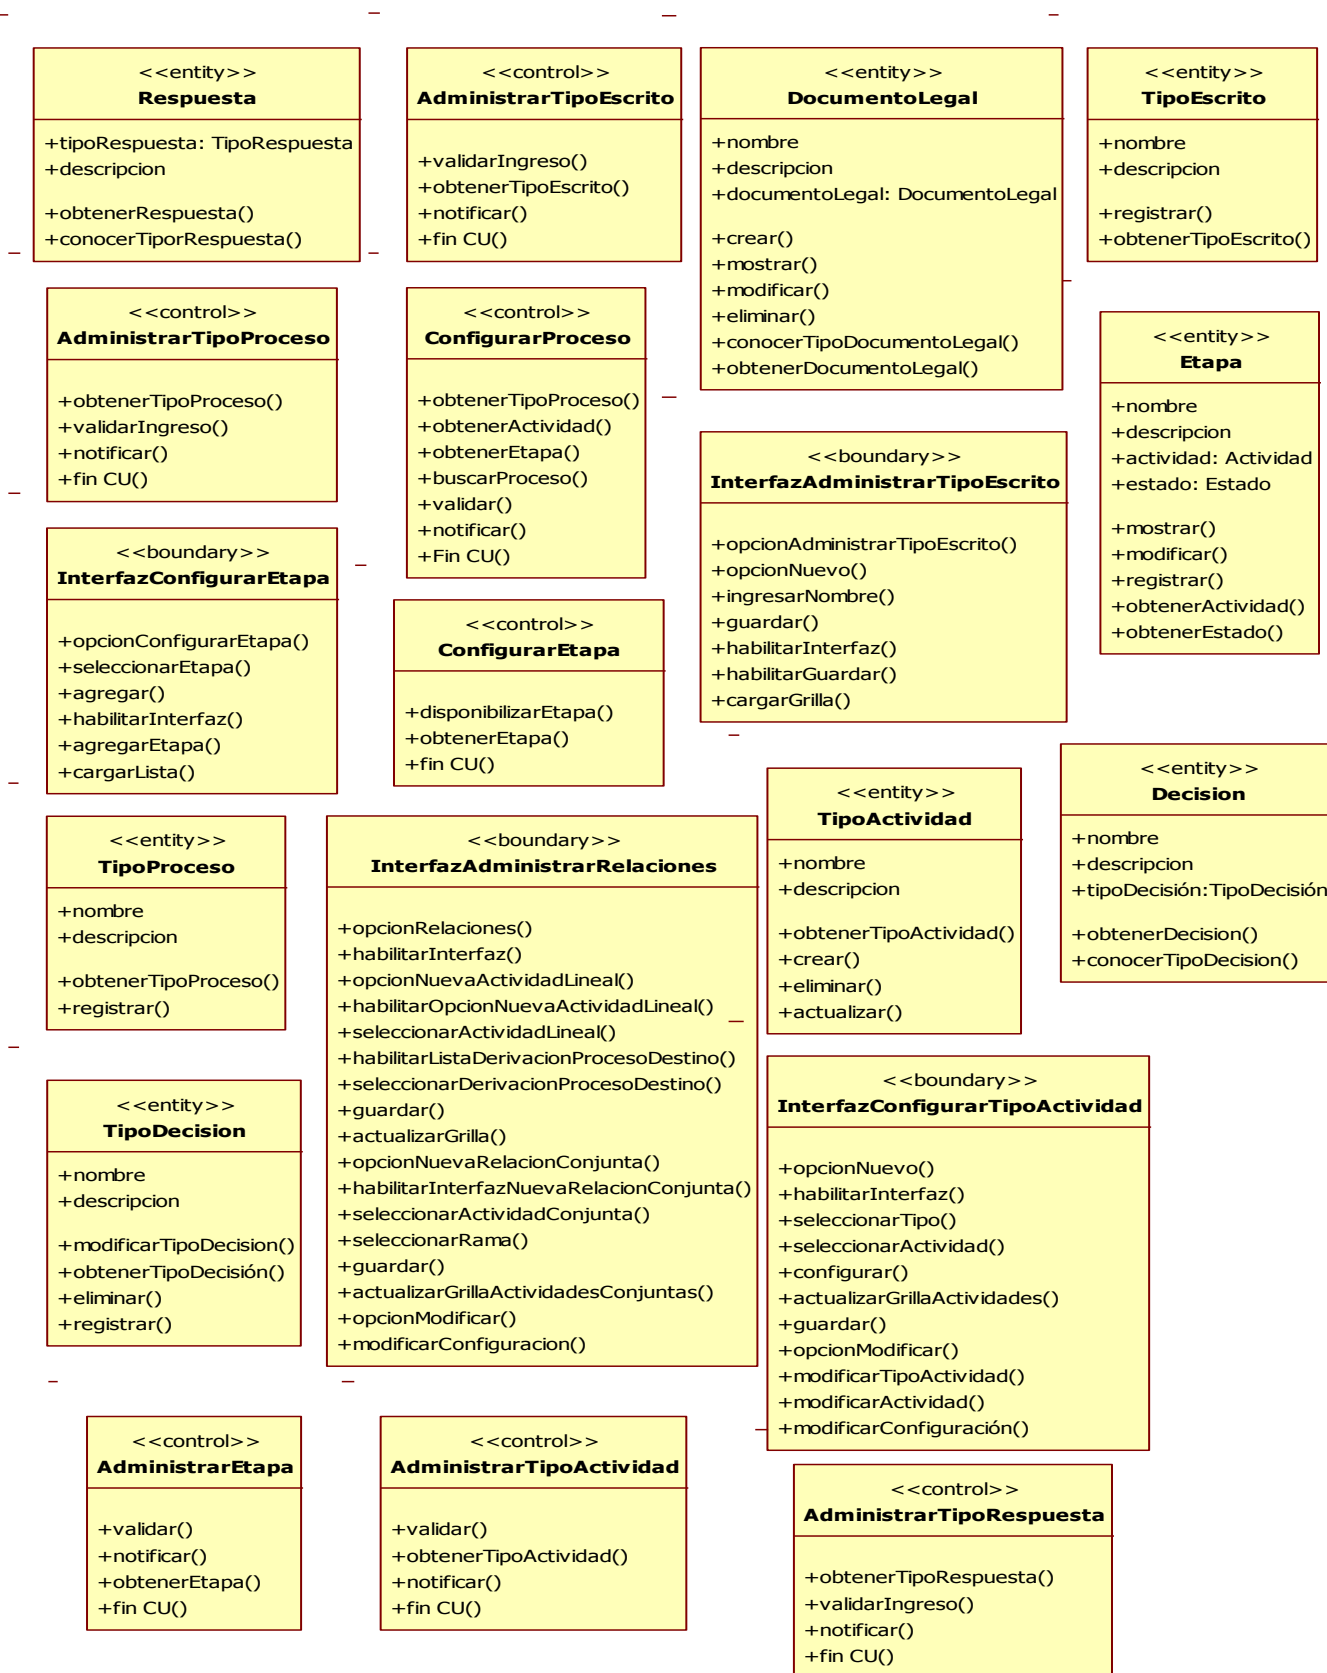 <<entity>>
Respuesta
+tipoRespuesta: TipoRespuesta
+descripcion
+obtenerRespuesta()
+conocerTiporRespuesta()
<<control>>
AdministrarTipoEscrito
+validarIngreso()
+obtenerTipoEscrito()
+notificar()
+fin CU()
<<entity>>
DocumentoLegal
+nombre
+descripcion
+documentoLegal: DocumentoLegal
+crear()
+mostrar()
+modificar()
+eliminar()
+conocerTipoDocumentoLegal()
+obtenerDocumentoLegal()
<<entity>>
TipoEscrito
+nombre
+descripcion
+registrar()
+obtenerTipoEscrito()
<<control>>
AdministrarTipoProceso
+obtenerTipoProceso()
+validarIngreso()
+notificar()
+fin CU()
<<control>>
ConfigurarProceso
+obtenerTipoProceso()
+obtenerActividad()
+obtenerEtapa()
+buscarProceso()
+validar()
+notificar()
+Fin CU()
<<entity>>
Etapa
+nombre
+descripcion
+actividad: Actividad
+estado: Estado
+mostrar()
+modificar()
+registrar()
+obtenerActividad()
+obtenerEstado()
<<boundary>>
InterfazAdministrarTipoEscrito
+opcionAdministrarTipoEscrito()
+opcionNuevo()
+ingresarNombre()
+guardar()
+habilitarInterfaz()
+habilitarGuardar()
+cargarGrilla()
<<boundary>>
InterfazConfigurarEtapa
+opcionConfigurarEtapa()
+seleccionarEtapa()
+agregar()
+habilitarInterfaz()
+agregarEtapa()
+cargarLista()
<<control>>
ConfigurarEtapa
+disponibilizarEtapa()
+obtenerEtapa()
+fin CU()
<<entity>>
TipoActividad
+nombre
+descripcion
+obtenerTipoActividad()
+crear()
+eliminar()
+actualizar()
<<entity>>
Decision
+nombre
+descripcion
+tipoDecisión:TipoDecisión
+obtenerDecision()
+conocerTipoDecision()
<<entity>>
TipoProceso
+nombre
+descripcion
+obtenerTipoProceso()
+registrar()
<<boundary>>
InterfazAdministrarRelaciones
+opcionRelaciones()
+habilitarInterfaz()
+opcionNuevaActividadLineal()
+habilitarOpcionNuevaActividadLineal()
+seleccionarActividadLineal()
+habilitarListaDerivacionProcesoDestino()
+seleccionarDerivacionProcesoDestino()
+guardar()
+actualizarGrilla()
+opcionNuevaRelacionConjunta()
+habilitarInterfazNuevaRelacionConjunta()
+seleccionarActividadConjunta()
+seleccionarRama()
+guardar()
+actualizarGrillaActividadesConjuntas()
+opcionModificar()
+modificarConfiguracion()
<<entity>>
TipoDecision
+nombre
+descripcion
+modificarTipoDecision()
+obtenerTipoDecisión()
+eliminar()
+registrar()
<<boundary>>
InterfazConfigurarTipoActividad
+opcionNuevo()
+habilitarInterfaz()
+seleccionarTipo()
+seleccionarActividad()
+configurar()
+actualizarGrillaActividades()
+guardar()
+opcionModificar()
+modificarTipoActividad()
+modificarActividad()
+modificarConfiguración()
<<control>>
AdministrarEtapa
+validar()
+notificar()
+obtenerEtapa()
+fin CU()
<<control>>
AdministrarTipoActividad
+validar()
+obtenerTipoActividad()
+notificar()
+fin CU()
<<control>>
AdministrarTipoRespuesta
+obtenerTipoRespuesta()
+validarIngreso()
+notificar()
+fin CU()